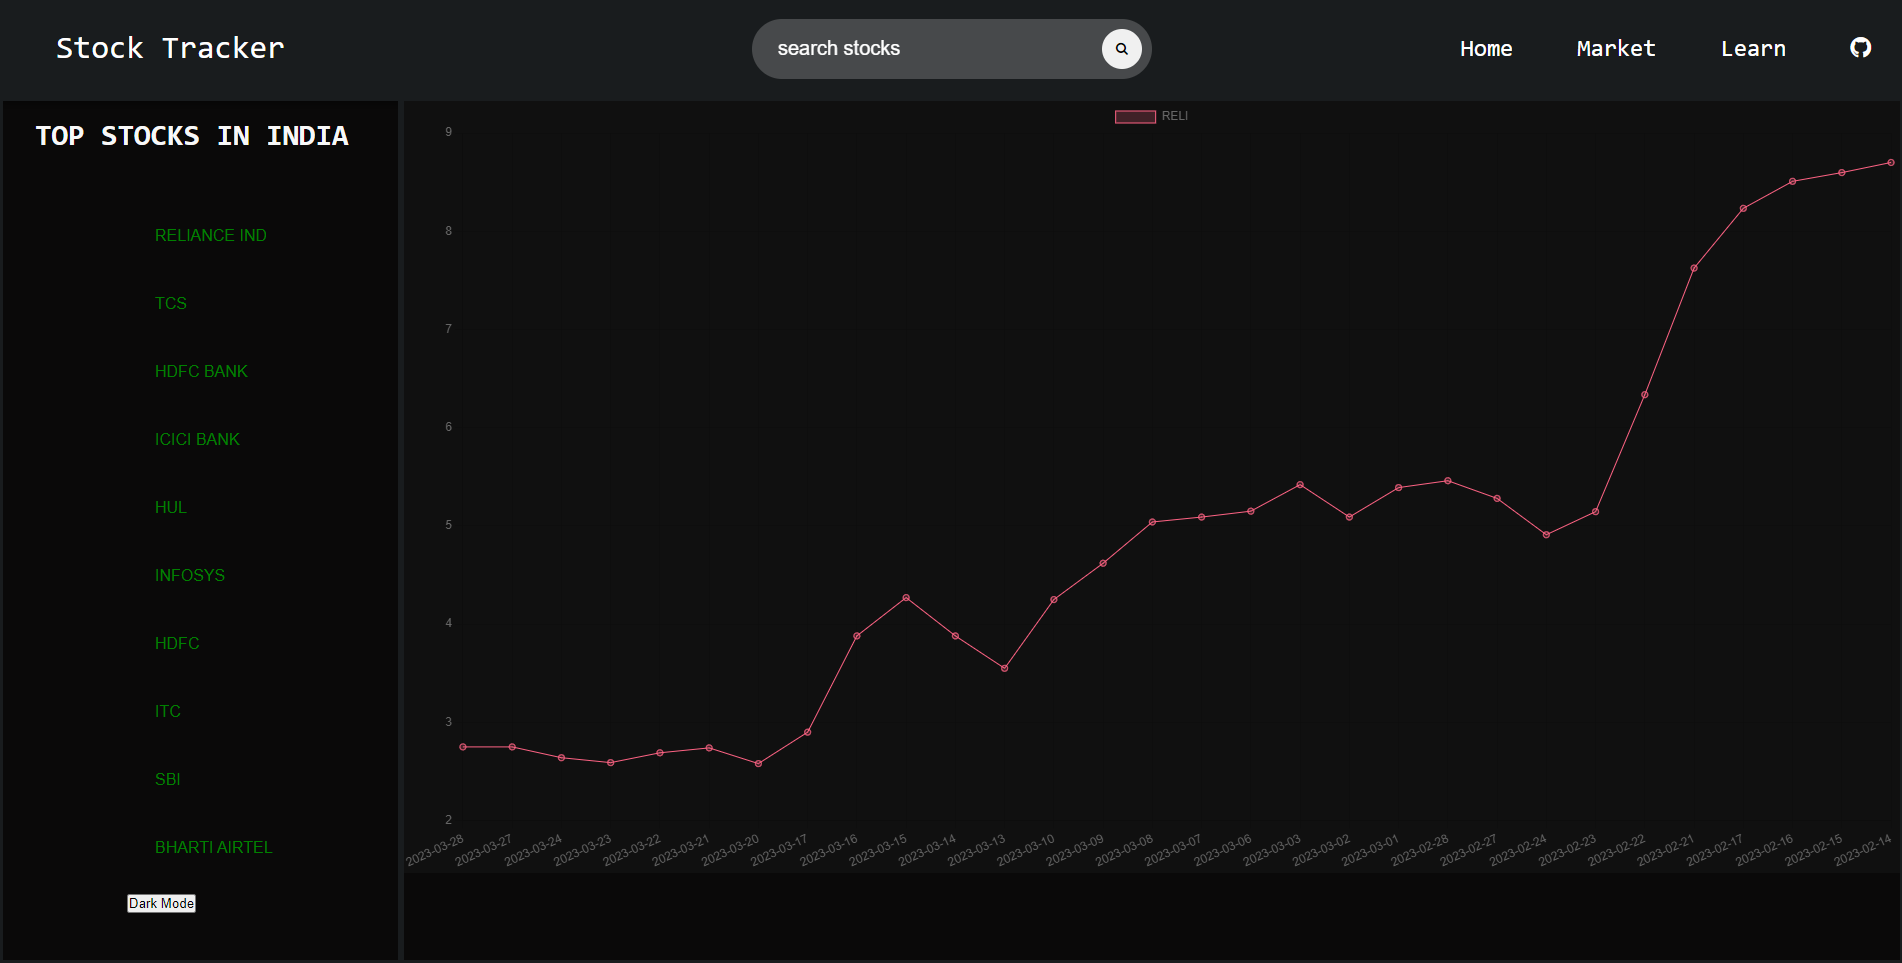 Stock Tracker
search stocks
Home
Market
Learn
TOP STOCKS IN INDIA
RELIANCE IND
TCS
HDFC BANK
ICICI BANK
HUL
INFOSYS
HDFC
ITC
SBI
BHARTI AIRTEL
Dark Mode
RELI
9
8
7
6
5
4
3
2
2023-03-28
2023-03-27
2023-03-24
2023-03-23
2023-03-22
2023-03-21
2023-03-20
2023-03-17
2023-03-16
2023-03-15
2023-03-14
2023-03-13
2023-03-10
2023-03-09
2023-03-08
2023-03-07
2023-03-06
2023-03-03
2023-03-02
2023-03-01
2023-02-28
2023-02-27
2023-02-24
2023-02-23
2023-02-22
2023-02-21
2023-02-17
2023-02-16
2023-02-15
2023-02-14